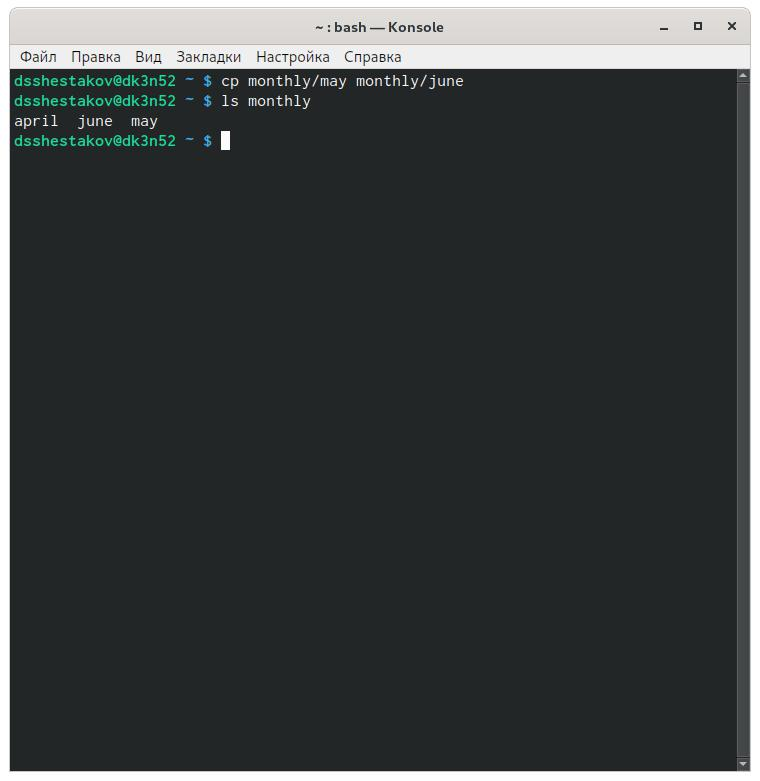 ~ : bash — Konsole
Файл Правка Вид Закладки Настройка Справка
dsshestakov@dk3n52 ~ $ cp monthly/may monthly/june
dsshestakov@dk3n52 ~ $ ls monthly
april  june  may
dsshestakov@dk3n52 ~ $